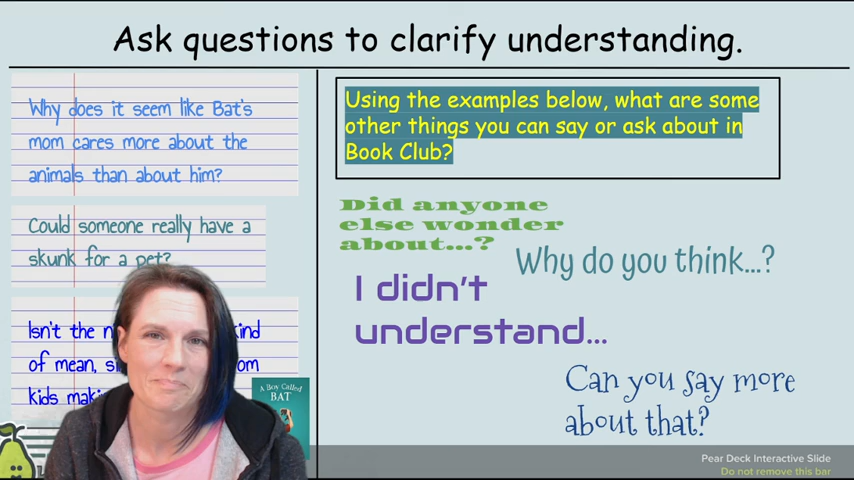 Ask questions to clarify understanding.
Why does it seem like Bat's
mom cares more about the
animals than about him?
Could someone really have a
skunk for a pet?
Isn't the
of mean,
kids
A Boy Called
BAT
Using the examples below, what are some
other things you can say or ask about in
Book Club?
Did anyone
else wonder
about...?
Why do you think...?
I didn't
understand...
Can you say more
about that?
Pear Deck Interactive Slide
Do not remove this bar